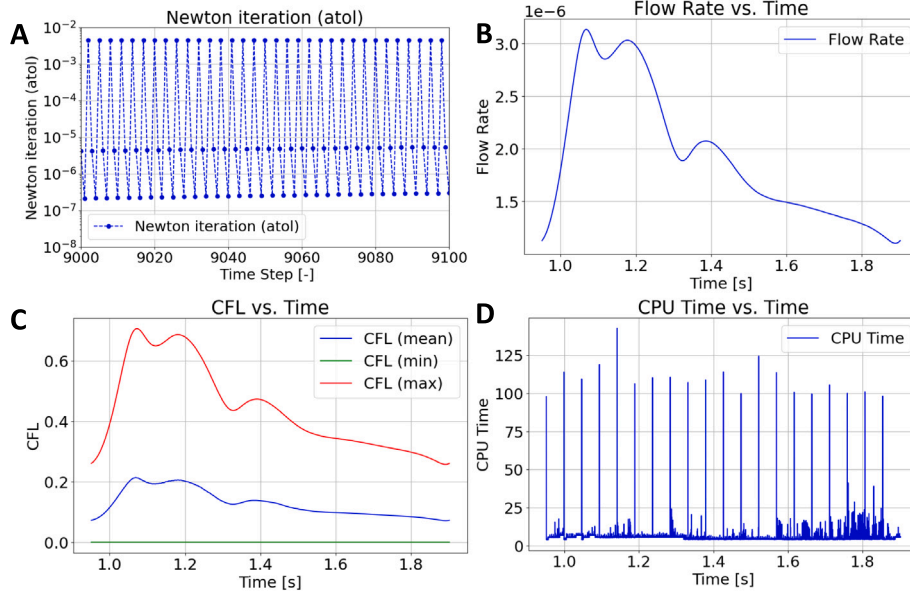 A
Newton iteration (atol)
Newton iteration (atol)
10⁻²
10⁻³
10⁻⁴
10⁻⁵
10⁻⁶
10⁻⁷
10⁻⁸
Newton iteration (atol)
9000 9020 9040 9060 9080 9100
Time Step [-]
B
Flow Rate vs. Time
1e−6
Flow Rate
3.0
2.5
2.0
1.5
Flow Rate
1.0 1.2 1.4 1.6 1.8
Time [s]
C
CFL vs. Time
CFL
0.6
0.4
0.2
0.0
CFL (mean)
CFL (min)
CFL (max)
1.0 1.2 1.4 1.6 1.8
Time [s]
D
CPU Time vs. Time
CPU Time
125
100
75
50
25
0
CPU Time
1.0 1.2 1.4 1.6 1.8
Time [s]